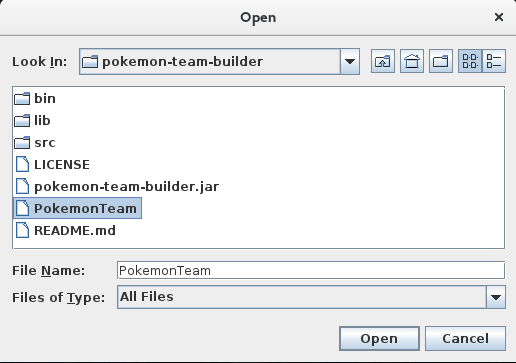 Open
Look In: pokemon-team-builder
bin
lib
src
LICENSE
pokemon-team-builder.jar
PokemonTeam
README.md
File Name: PokemonTeam
Files of Type: All Files
Open Cancel